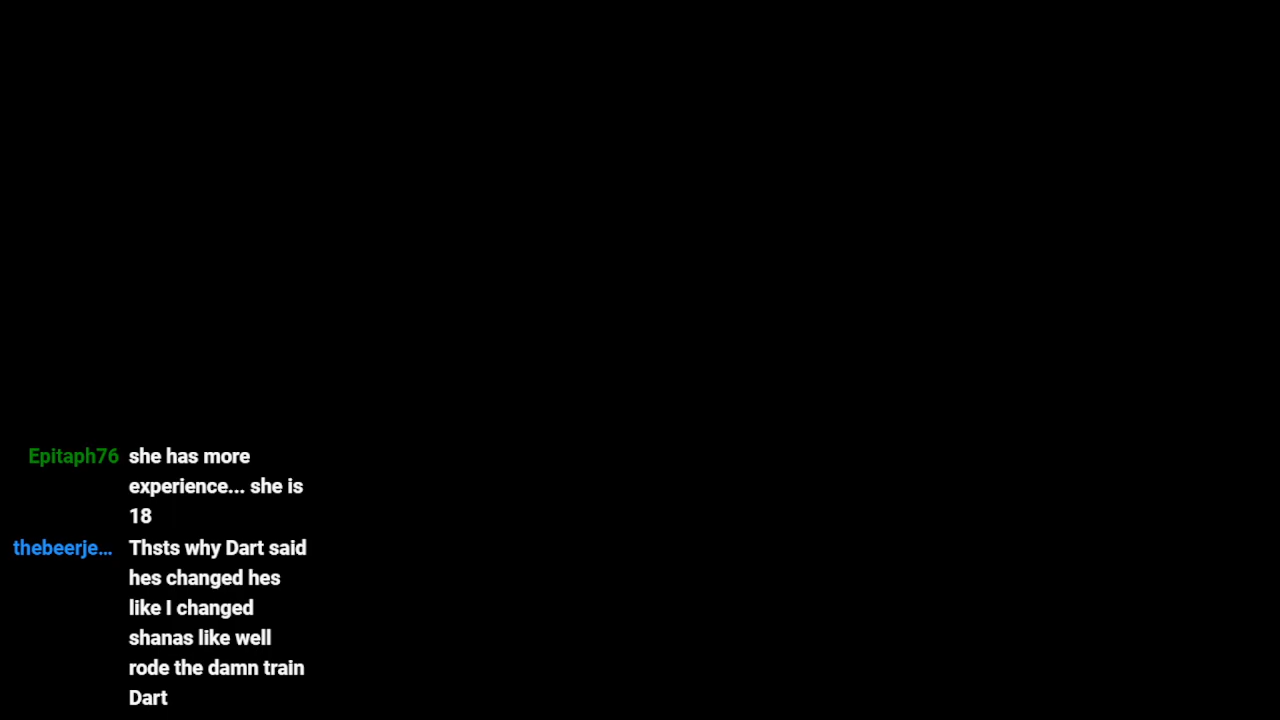 Epitaph76 she has more
experience... she is
18
thebeerje... Thsts why Dart said
hes changed hes
like I changed
shanas like well
rode the damn train
Dart